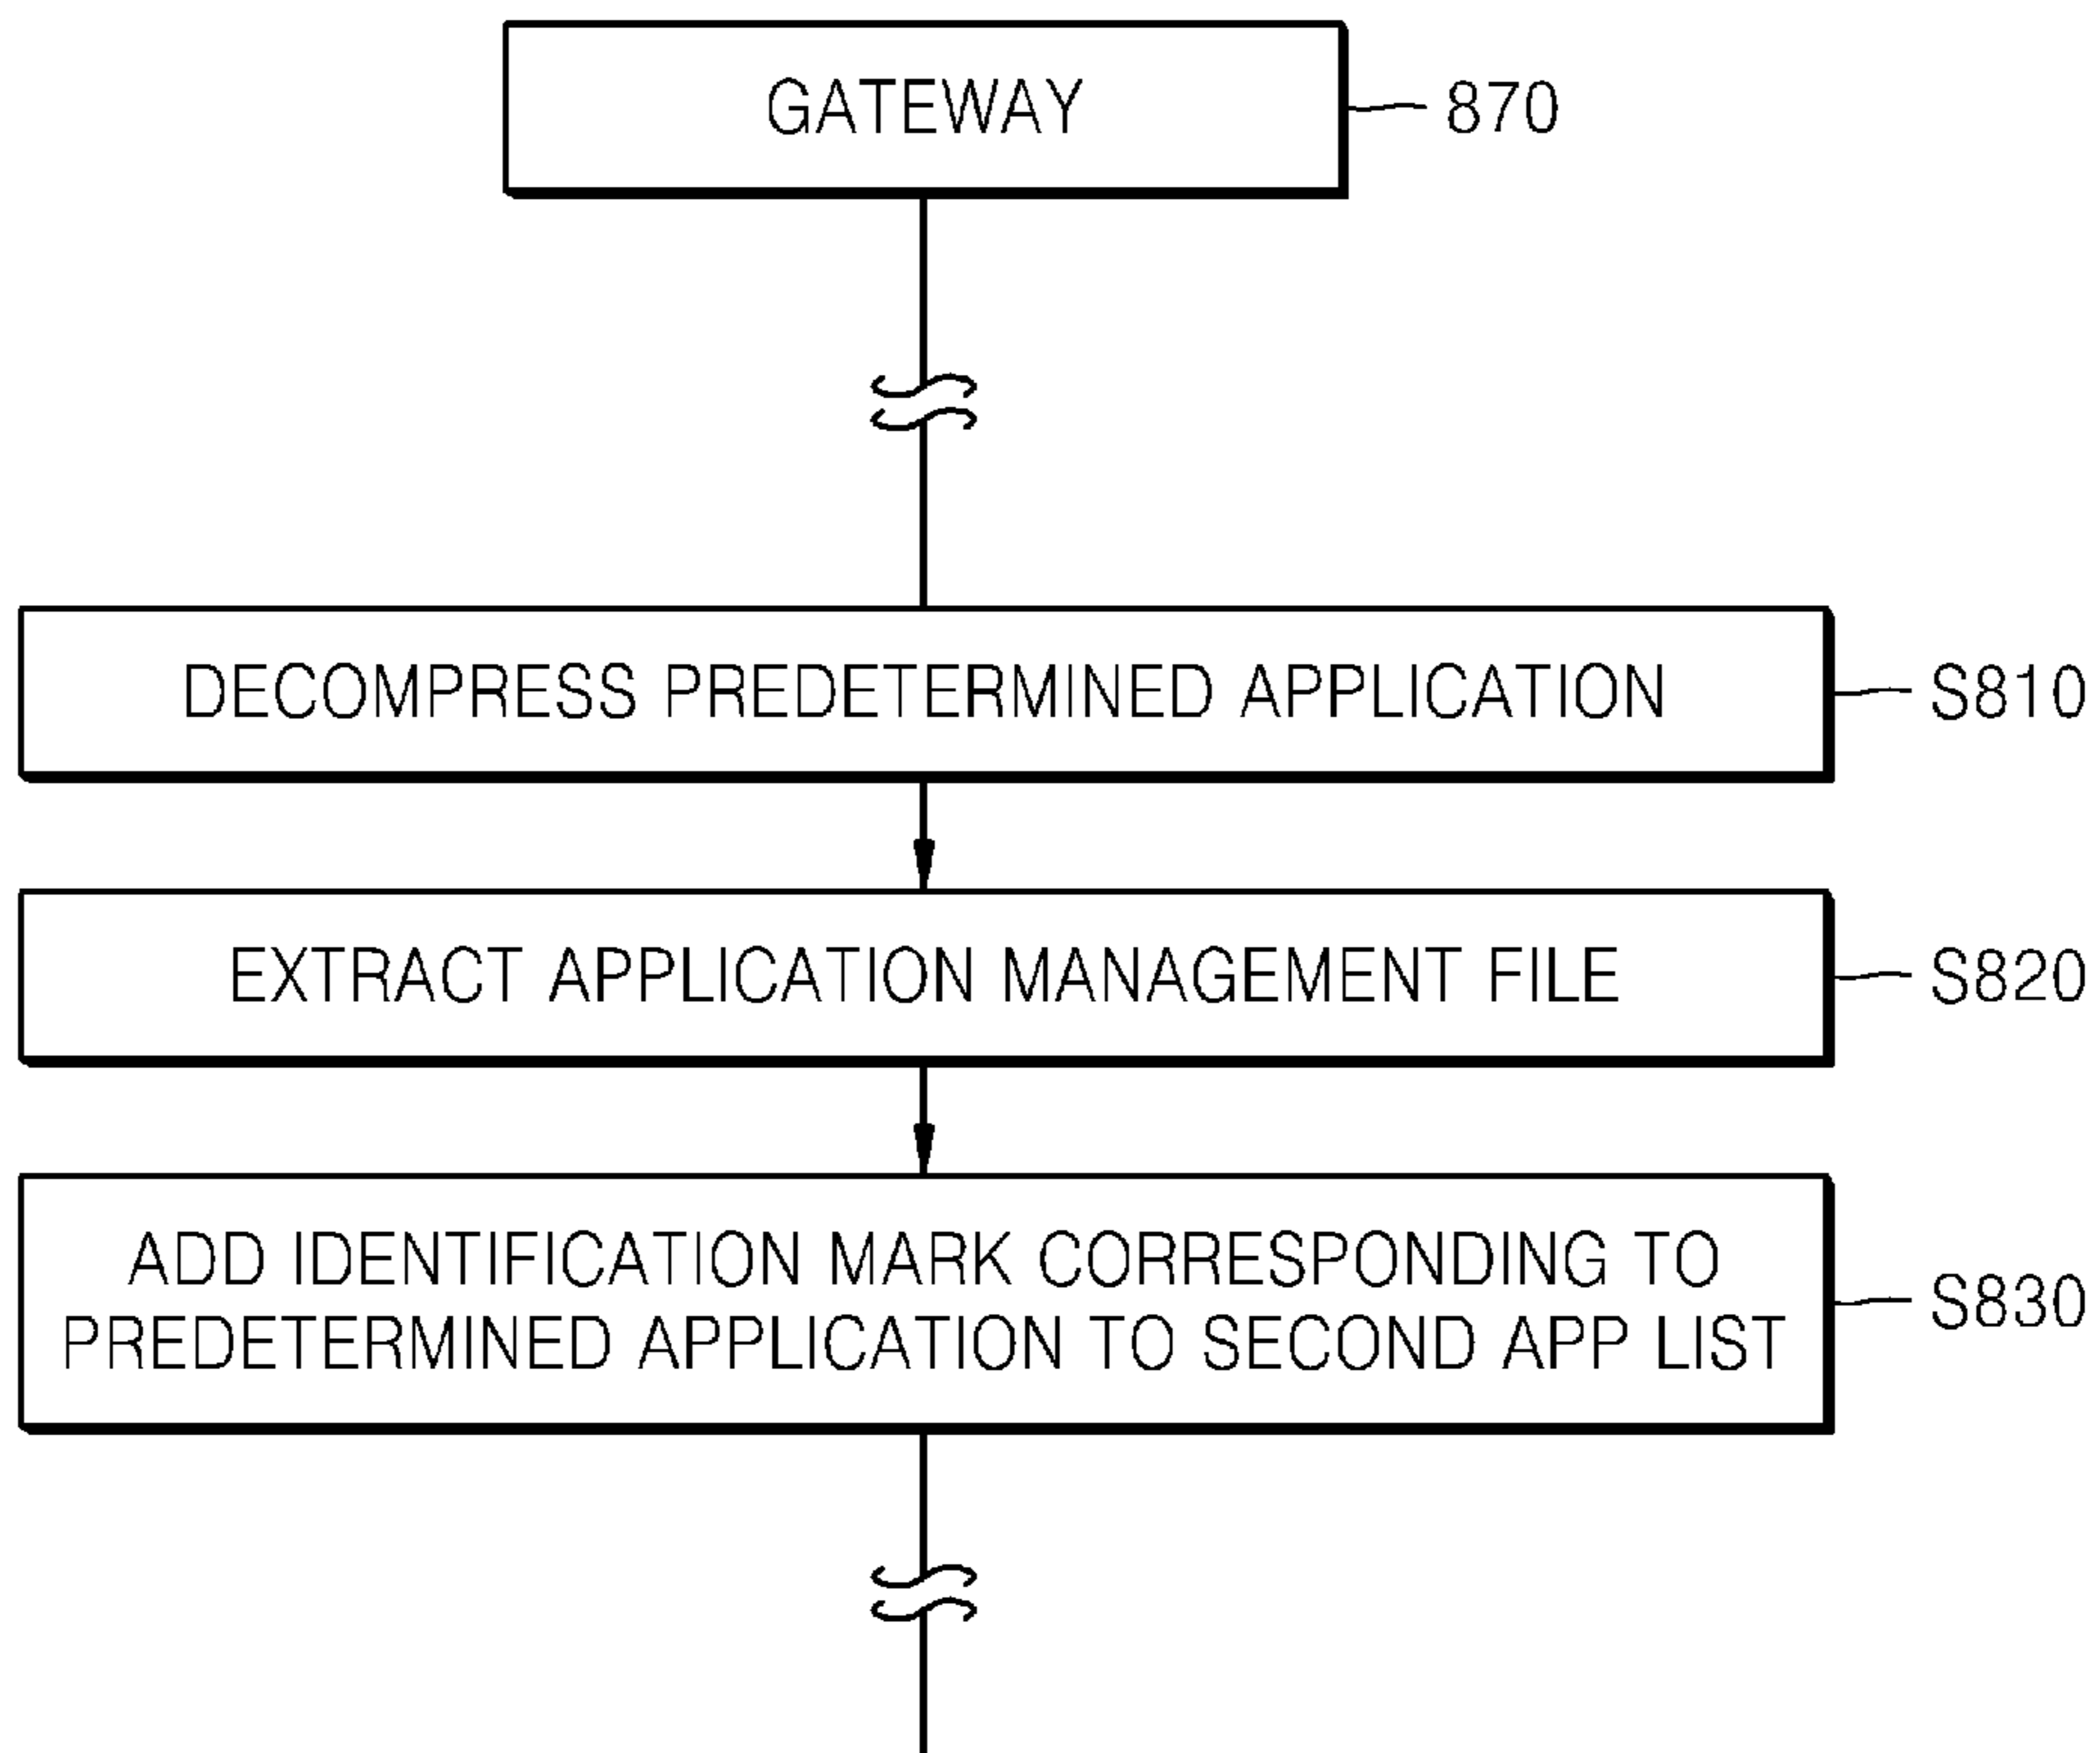 GATEWAY
870
DECOMPRESS PREDETERMINED APPLICATION
S810
EXTRACT APPLICATION MANAGEMENT FILE
S820
ADD IDENTIFICATION MARK CORRESPONDING TO
PREDETERMINED APPLICATION TO SECOND APP LIST
S830